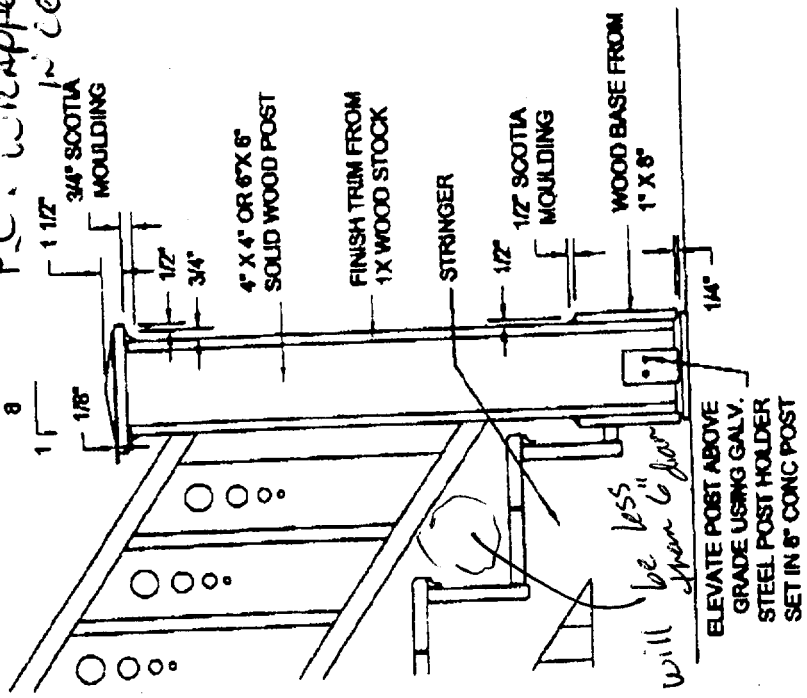 in
8
1
1/8"
1 1/2"
3/4" SCOTIA
MOULDING
1/2"
3/4"
4" X 4" OR 6"X 6"
SOLID WOOD POST
FINISH TRIM FROM
1X WOOD STOCK
STRINGER
1/2"
1/2" SCOTIA
MOULDING
WOOD BASE FROM
1" X 8"
1/4"
will be less
than 6" diam
ELEVATE POST ABOVE
GRADE USING GALV.
STEEL POST HOLDER
SET IN 8" CONC POST